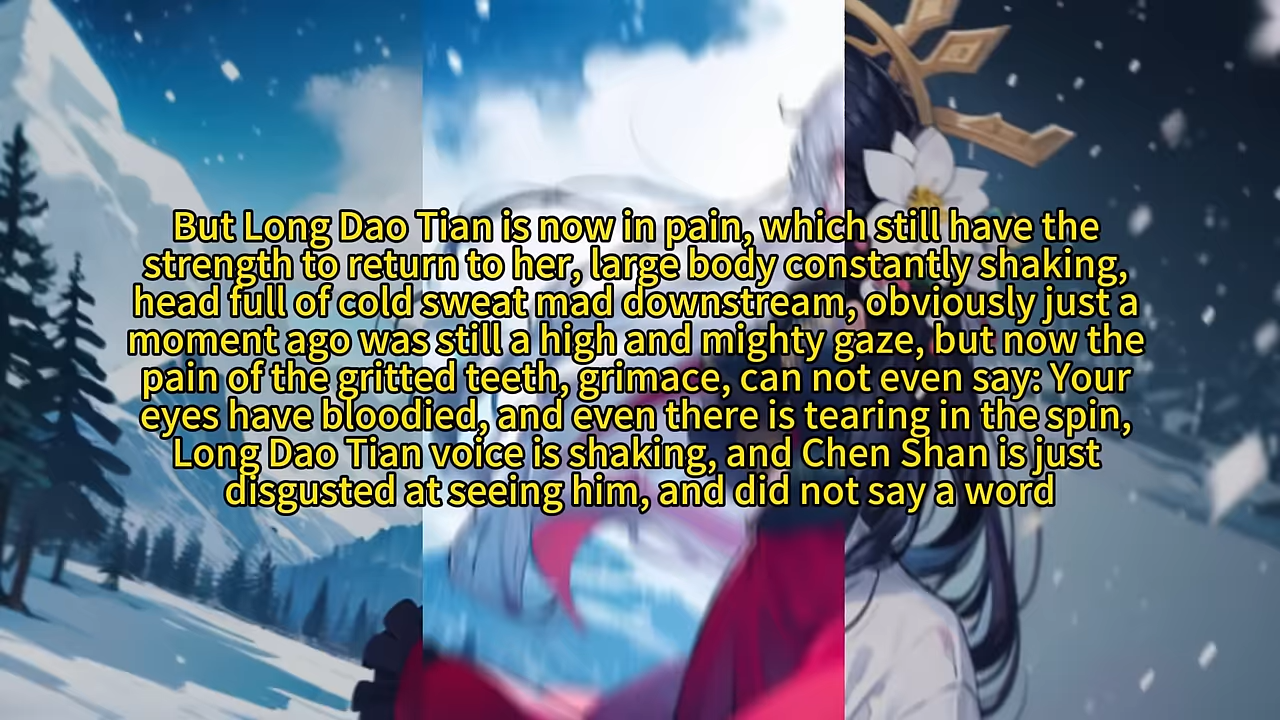 But Long Dao Tian is now in pain, which still have the
strength to return to her, large body constantly shaking,
head full of cold sweat mad downstream, obviously just a
moment ago was still a high and mighty gaze, but now the
pain of the gritted teeth, grimace, can not even say: Your
eyes have bloodied, and even there is tearing in the spin,
Long Dao Tian voice is shaking, and Chen Shan is just
disgusted at seeing him, and did not say a word